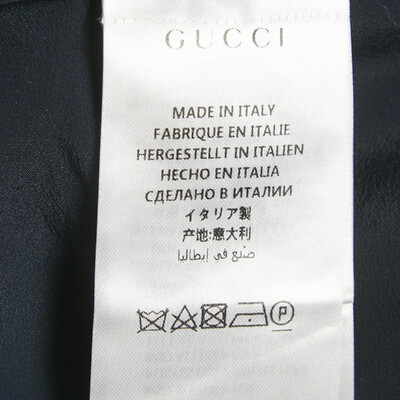 GUCCI
MADE IN ITALY
FABRIQUE EN ITALIE
HERGESTELLT IN ITALIEN
HECHO EN ITALIA
СДЕЛАНО В ИТАЛИИ
イタリア製
产地:意大利
صنع في إيطاليا
P